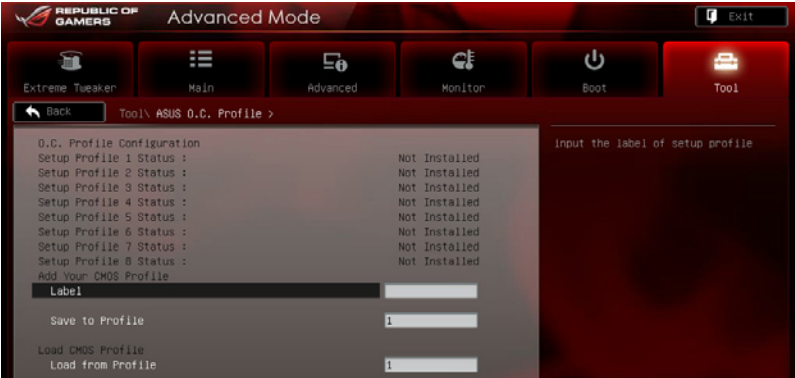 REPUBLIC OF
GAMERS
Advanced Mode
Exit
Extreme Tweaker
Main
Advanced
Monitor
Boot
Tool
Back
Tool\ ASUS O.C. Profile >
O.C. Profile Configuration
Setup Profile 1 Status : Not Installed
Setup Profile 2 Status : Not Installed
Setup Profile 3 Status : Not Installed
Setup Profile 4 Status : Not Installed
Setup Profile 5 Status : Not Installed
Setup Profile 6 Status : Not Installed
Setup Profile 7 Status : Not Installed
Setup Profile 8 Status : Not Installed
Add Your CMOS Profile
Label
Save to Profile 1
Load CMOS Profile
Load from Profile 1
input the label of setup profile